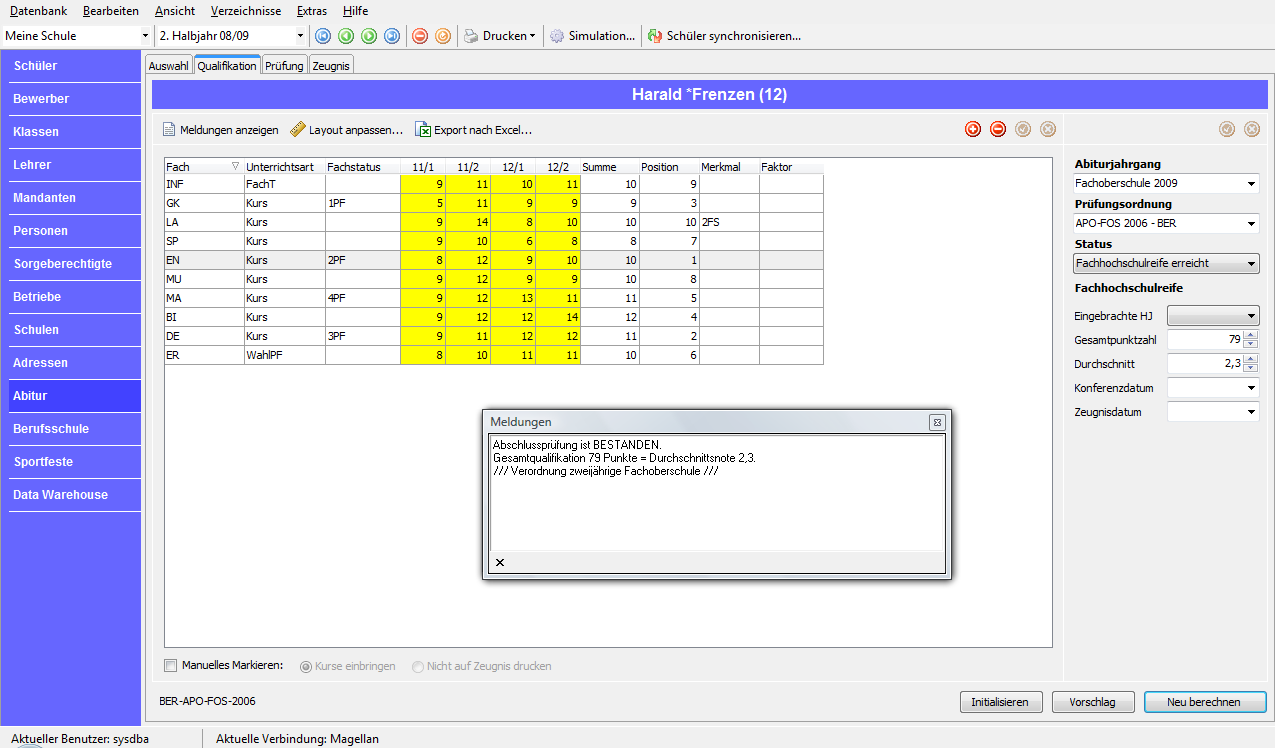 Datenbank Bearbeiten Ansicht Verzeichnisse Extras Hilfe
Meine Schule 2. Halbjahr 08/09 Drucken Simulation... Schüler synchronisieren...
Schüler
Bewerber
Klassen
Lehrer
Mandanten
Personen
Sorgeberechtigte
Betriebe
Schulen
Adressen
Abitur
Berufsschule
Sportfeste
Data Warehouse
Auswahl Qualifikation Prüfung Zeugnis
Harald *Frenzen (12)
Meldungen anzeigen Layout anpassen... Export nach Excel...
Fach Unterrichtsart Fachstatus 11/1 11/2 12/1 12/2 Summe Position Merkmal Faktor
INF FachT 9 11 10 11 10 9
GK Kurs 1PF 5 11 9 9 9 3
LA Kurs 9 14 8 10 10 10 2FS
SP Kurs 9 10 6 8 8 7
EN Kurs 2PF 8 12 9 10 10 1
MU Kurs 9 12 9 9 10 8
MA Kurs 4PF 9 12 13 11 11 5
BI Kurs 9 12 12 14 12 4
DE Kurs 3PF 9 11 12 12 11 2
ER WahlPF 8 10 11 11 10 6
Meldungen
Abschlussprüfung ist BESTANDEN.
Gesamtqualifikation 79 Punkte = Durchschnittsnote 2,3.
/// Verordnung zweijährige Fachoberschule ///
Manuelles Markieren: Kurse einbringen Nicht auf Zeugnis drucken
Abiturjahrgang
Fachoberschule 2009
Prüfungsordnung
APO-FOS 2006 - BER
Status
Fachhochschulreife erreicht
Fachhochschulreife
Eingebrachte HJ
Gesamtpunktzahl 79
Durchschnitt 2,3
Konferenzdatum
Zeugnisdatum
BER-APO-FOS-2006 Initialisieren Vorschlag Neu berechnen
Aktueller Benutzer: sysdba Aktuelle Verbindung: Magellan